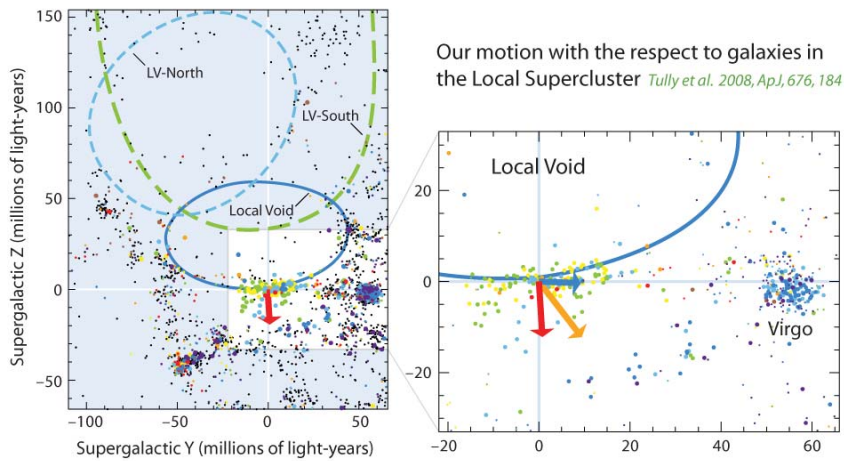 150
100
50
0
−50
−100
−50
0
50
Supergalactic Z (millions of light-years)
Supergalactic Y (millions of light-years)
LV-North
LV-South
Local Void
Our motion with the respect to galaxies in
the Local Supercluster Tully et al. 2008, ApJ, 676, 184
Local Void
Virgo
20
0
−20
−20
0
20
40
60